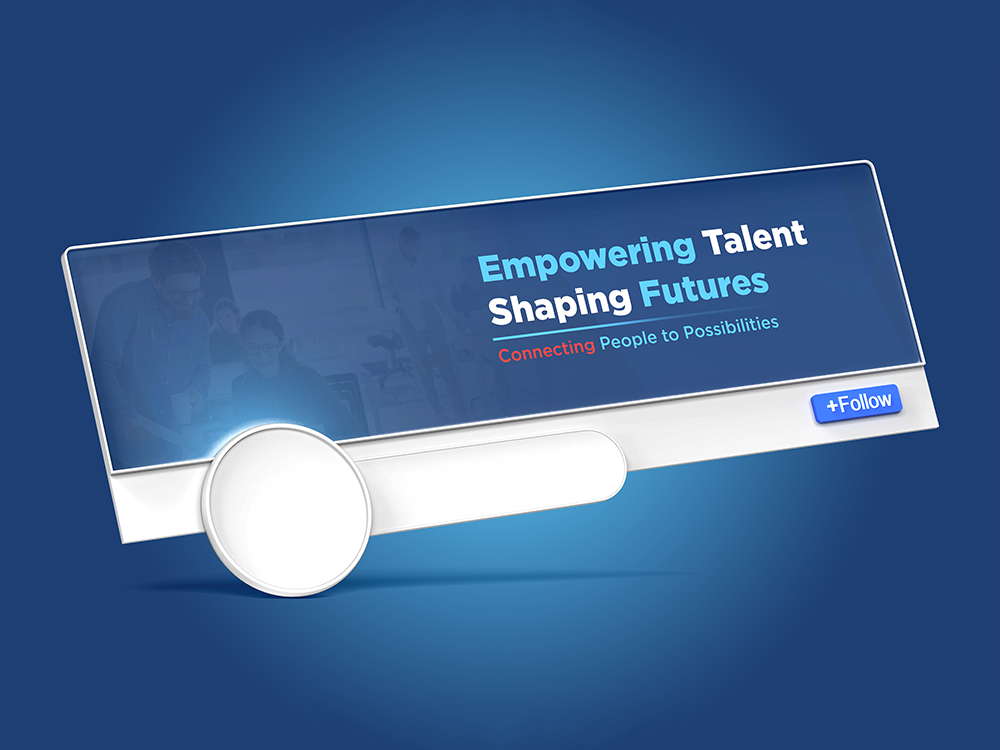 Empowering Talent
Shaping Futures
Connecting People to Possibilities
+Follow